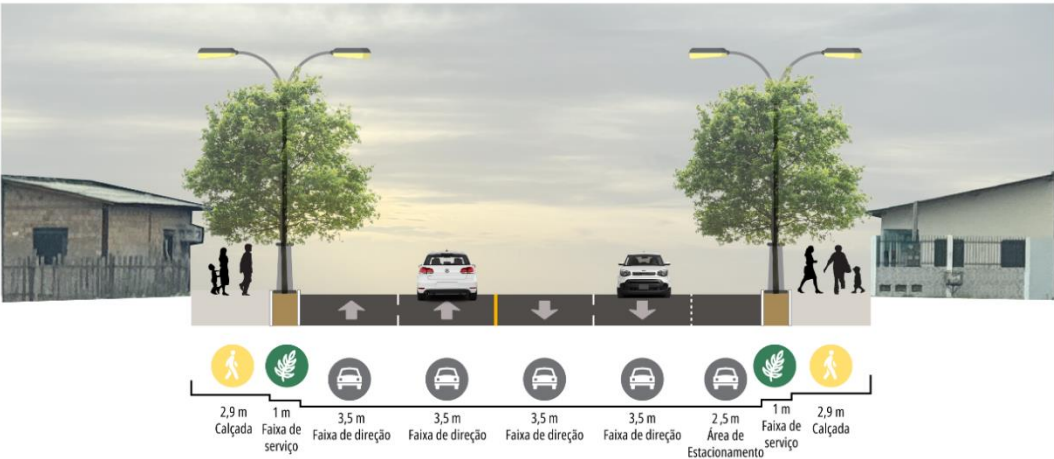 2,9 m
Calçada
1 m
Faixa de
serviço
3,5 m
Faixa de direção
3,5 m
Faixa de direção
3,5 m
Faixa de direção
3,5 m
Faixa de direção
2,5 m
Área de
Estacionamento
1 m
Faixa de
serviço
2,9 m
Calçada